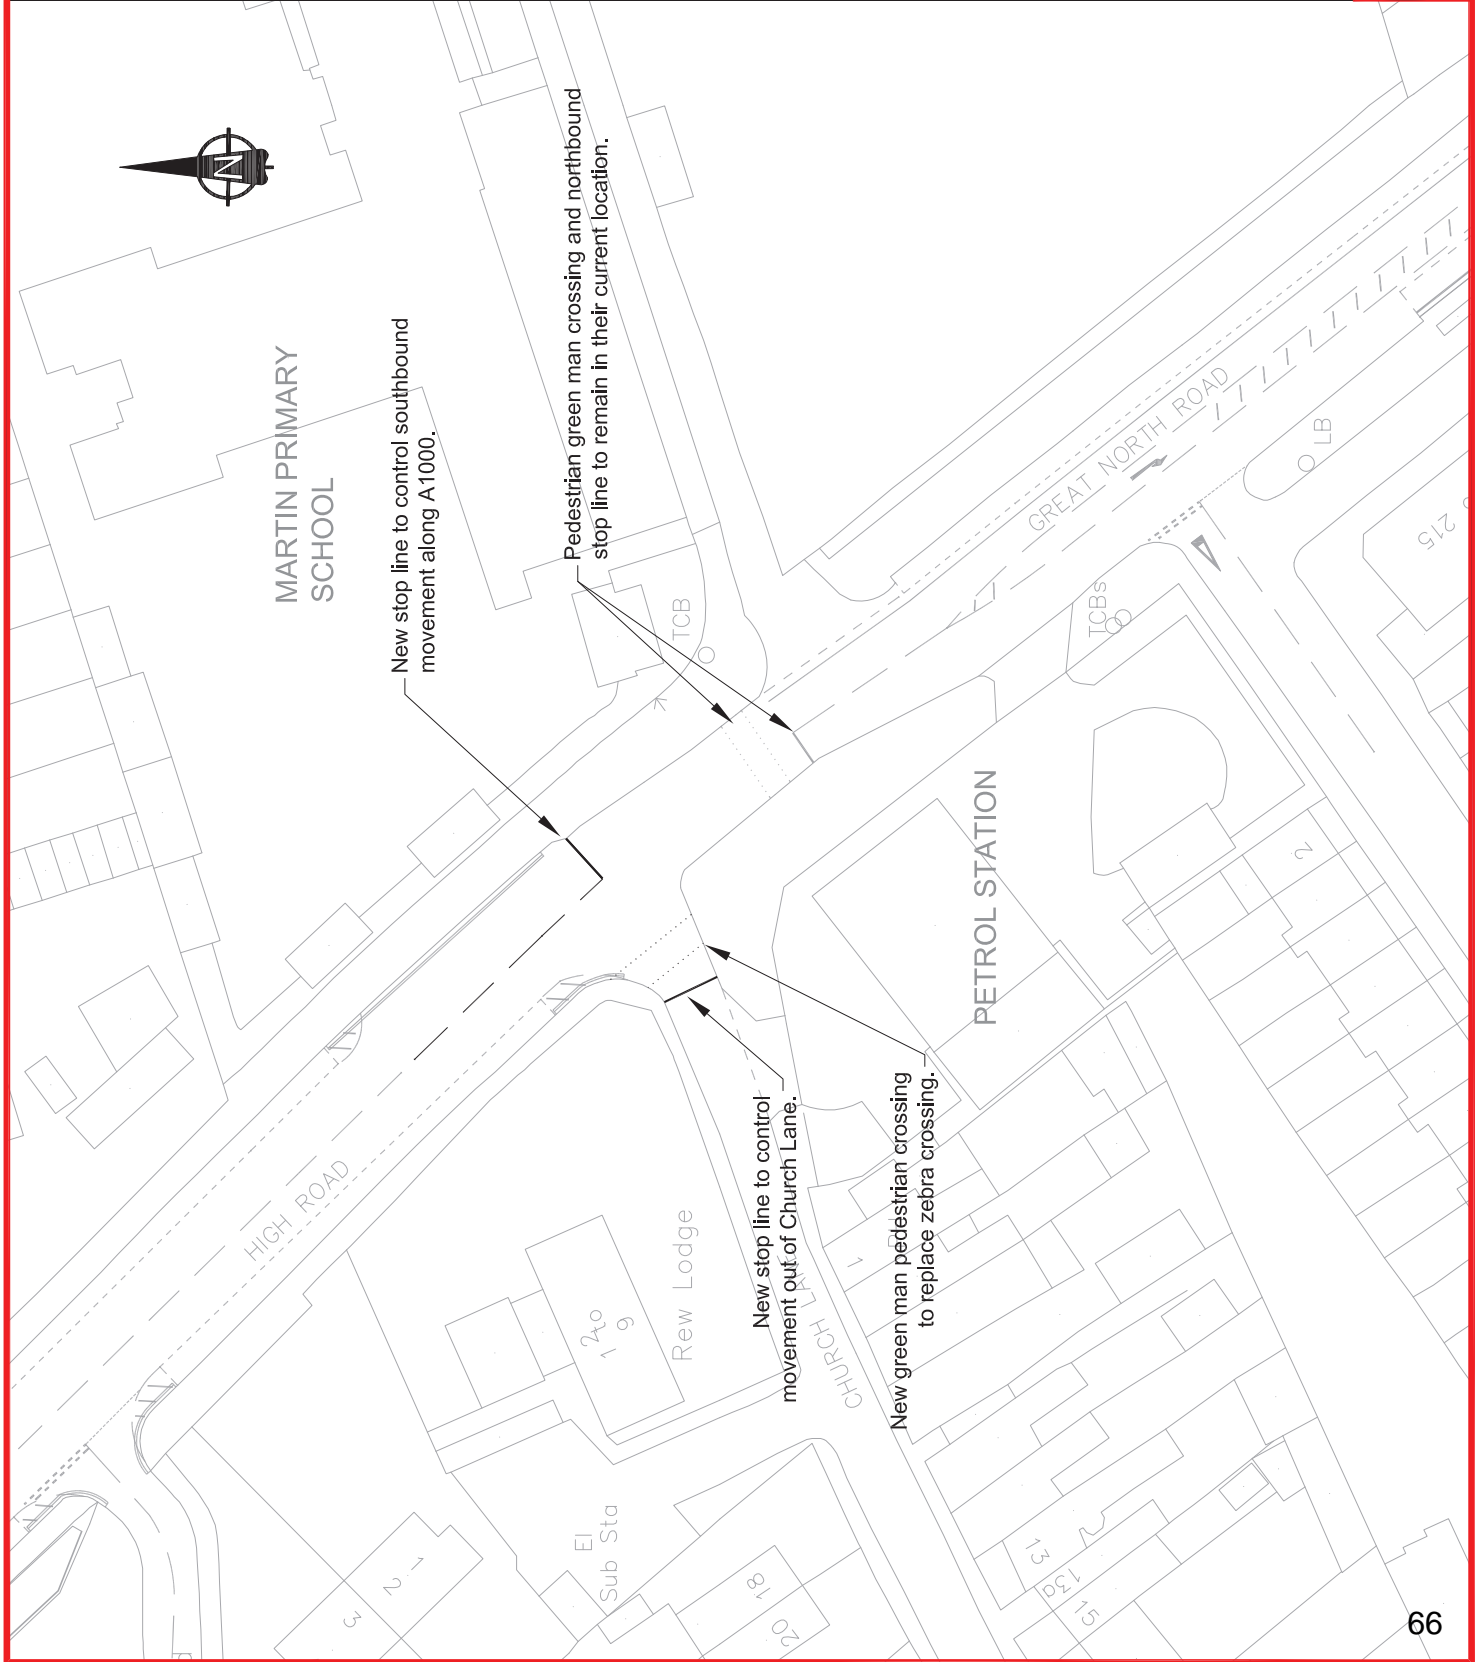 N
MARTIN PRIMARY
SCHOOL
New stop line to control southbound
movement along A1000.
Pedestrian green man crossing and northbound
stop line to remain in their current location.
TCB
GREAT NORTH ROAD
LB
215
TCBs
PETROL STATION
2
HIGH ROAD
Rew Lodge
12 to
19
New stop line to control
movement out of Church Lane.
CHURCH LANE
1
New green man pedestrian crossing
to replace zebra crossing.
El
Sub Sta
1
2
3
18
20
13
13a
15
66